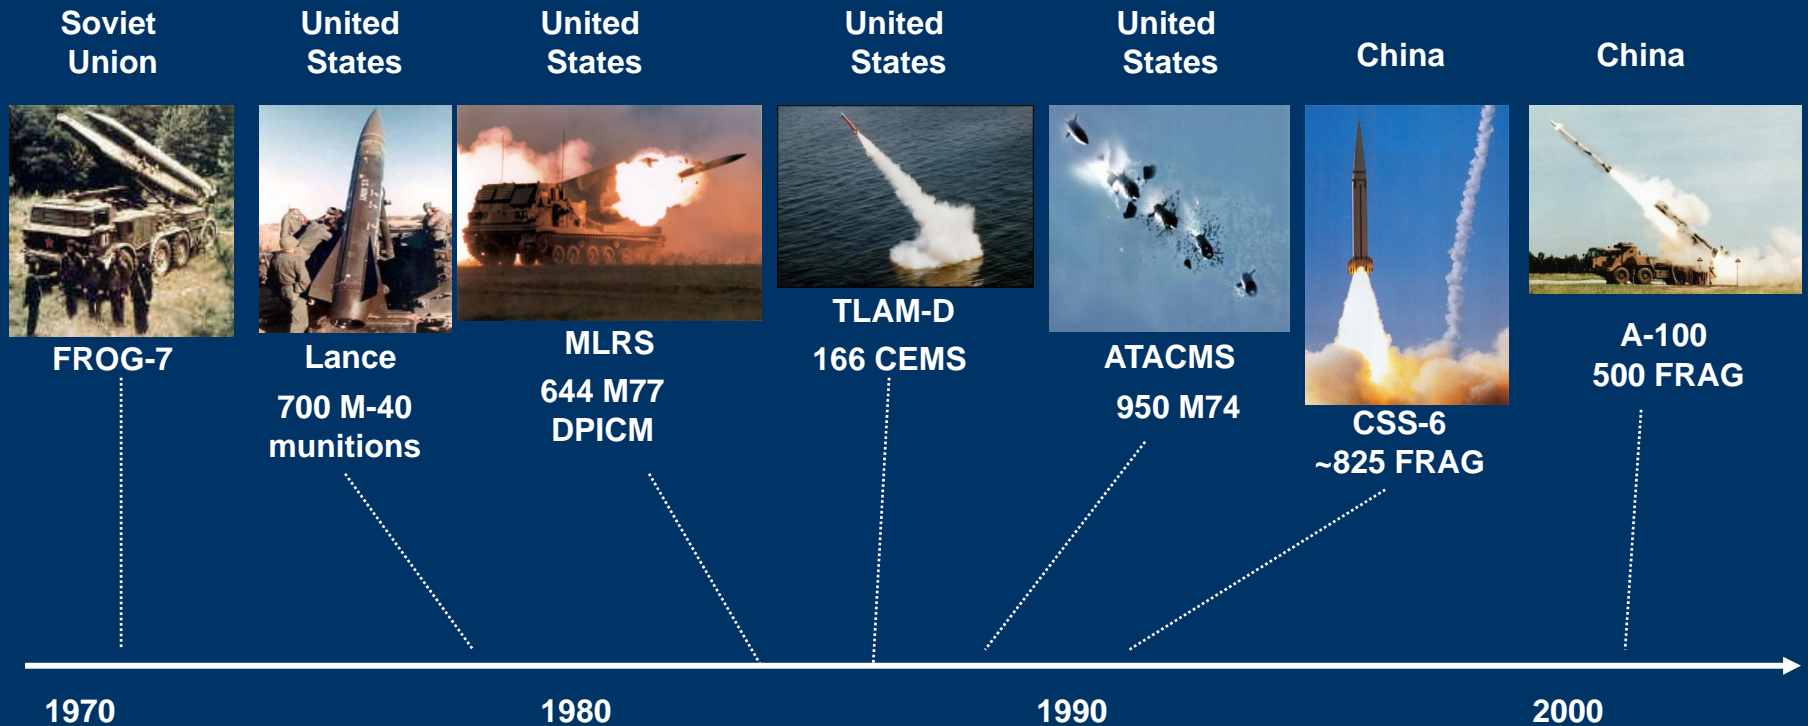 Soviet
Union
United
States
United
States
United
States
United
States
China
China
FROG-7
Lance
700 M-40
munitions
MLRS
644 M77
DPICM
TLAM-D
166 CEMS
ATACMS
950 M74
CSS-6
~825 FRAG
A-100
500 FRAG
1970
1980
1990
2000